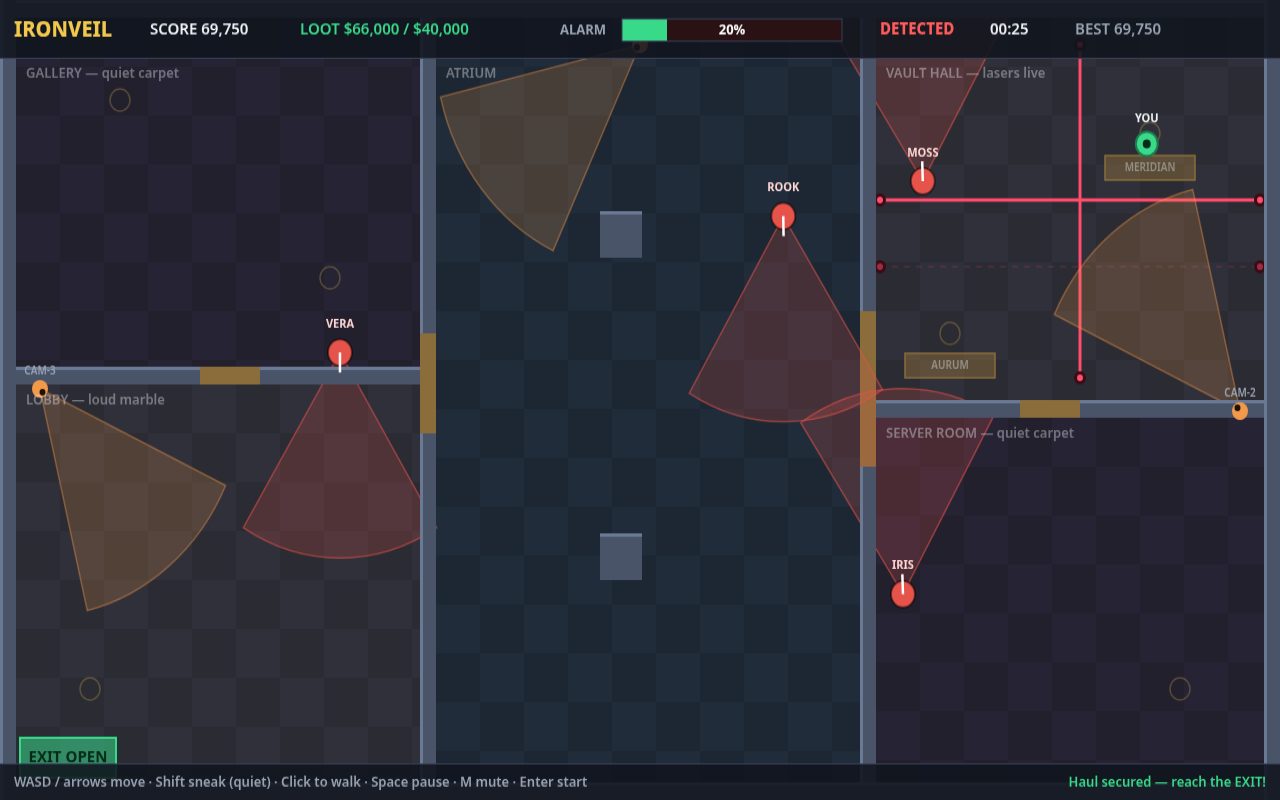 IRONVEIL SCORE 69,750 LOOT $66,000 / $40,000 ALARM 20% DETECTED 00:25 BEST 69,750
GALLERY — quiet carpet
ATRIUM
VAULT HALL — lasers live
YOU
MOSS
MERIDIAN
ROOK
VERA
CAM-3
AURUM
CAM-2
LOBBY — loud marble
SERVER ROOM — quiet carpet
IRIS
EXIT OPEN
WASD / arrows move · Shift sneak (quiet) · Click to walk · Space pause · M mute · Enter start
Haul secured — reach the EXIT!